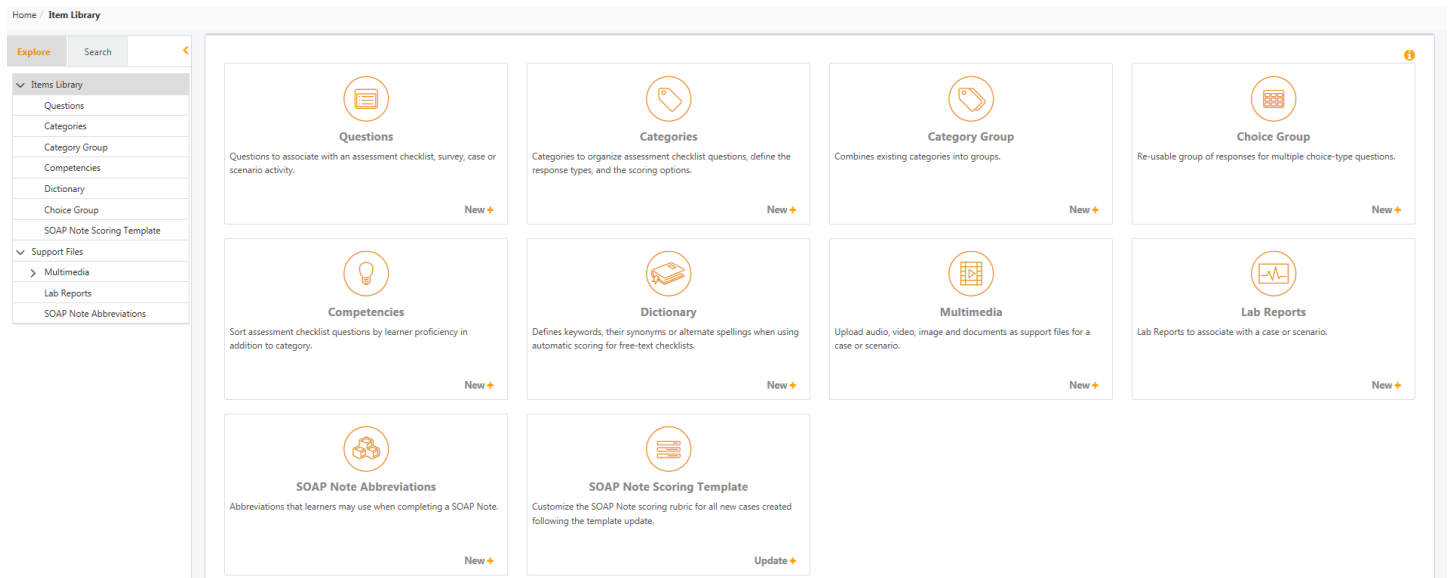 Home / Item Library
Explore
Search
Items Library
Questions
Categories
Category Group
Competencies
Dictionary
Choice Group
SOAP Note Scoring Template
Support Files
Multimedia
Lab Reports
SOAP Note Abbreviations
Questions
Questions to associate with an assessment checklist, survey, case or
scenario activity.
New +
Categories
Categories to organize assessment checklist questions, define the
response types, and the scoring options.
New +
Category Group
Combines existing categories into groups.
New +
Choice Group
Re-usable group of responses for multiple choice-type questions.
New +
Competencies
Sort assessment checklist questions by learner proficiency in
addition to category.
New +
Dictionary
Defines keywords, their synonyms or alternate spellings when using
automatic scoring for free-text checklists.
New +
Multimedia
Upload audio, video, image and documents as support files for a
case or scenario.
New +
Lab Reports
Lab Reports to associate with a case or scenario.
New +
SOAP Note Abbreviations
Abbreviations that learners may use when completing a SOAP Note.
New +
SOAP Note Scoring Template
Customize the SOAP Note scoring rubric for all new cases created
following the template update.
Update +